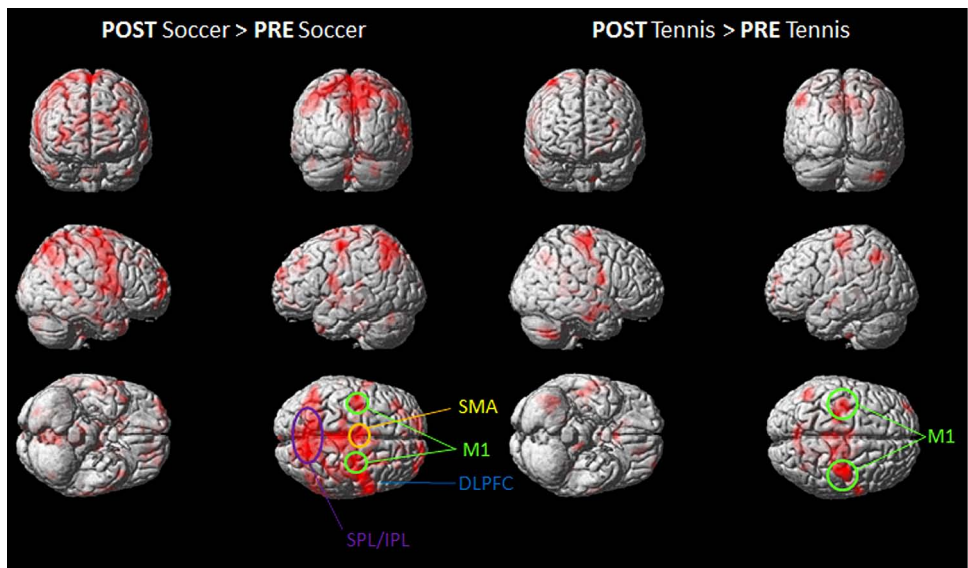 POST Soccer > PRE Soccer
POST Tennis > PRE Tennis
SMA
M1
DLPFC
SPL/IPL
M1